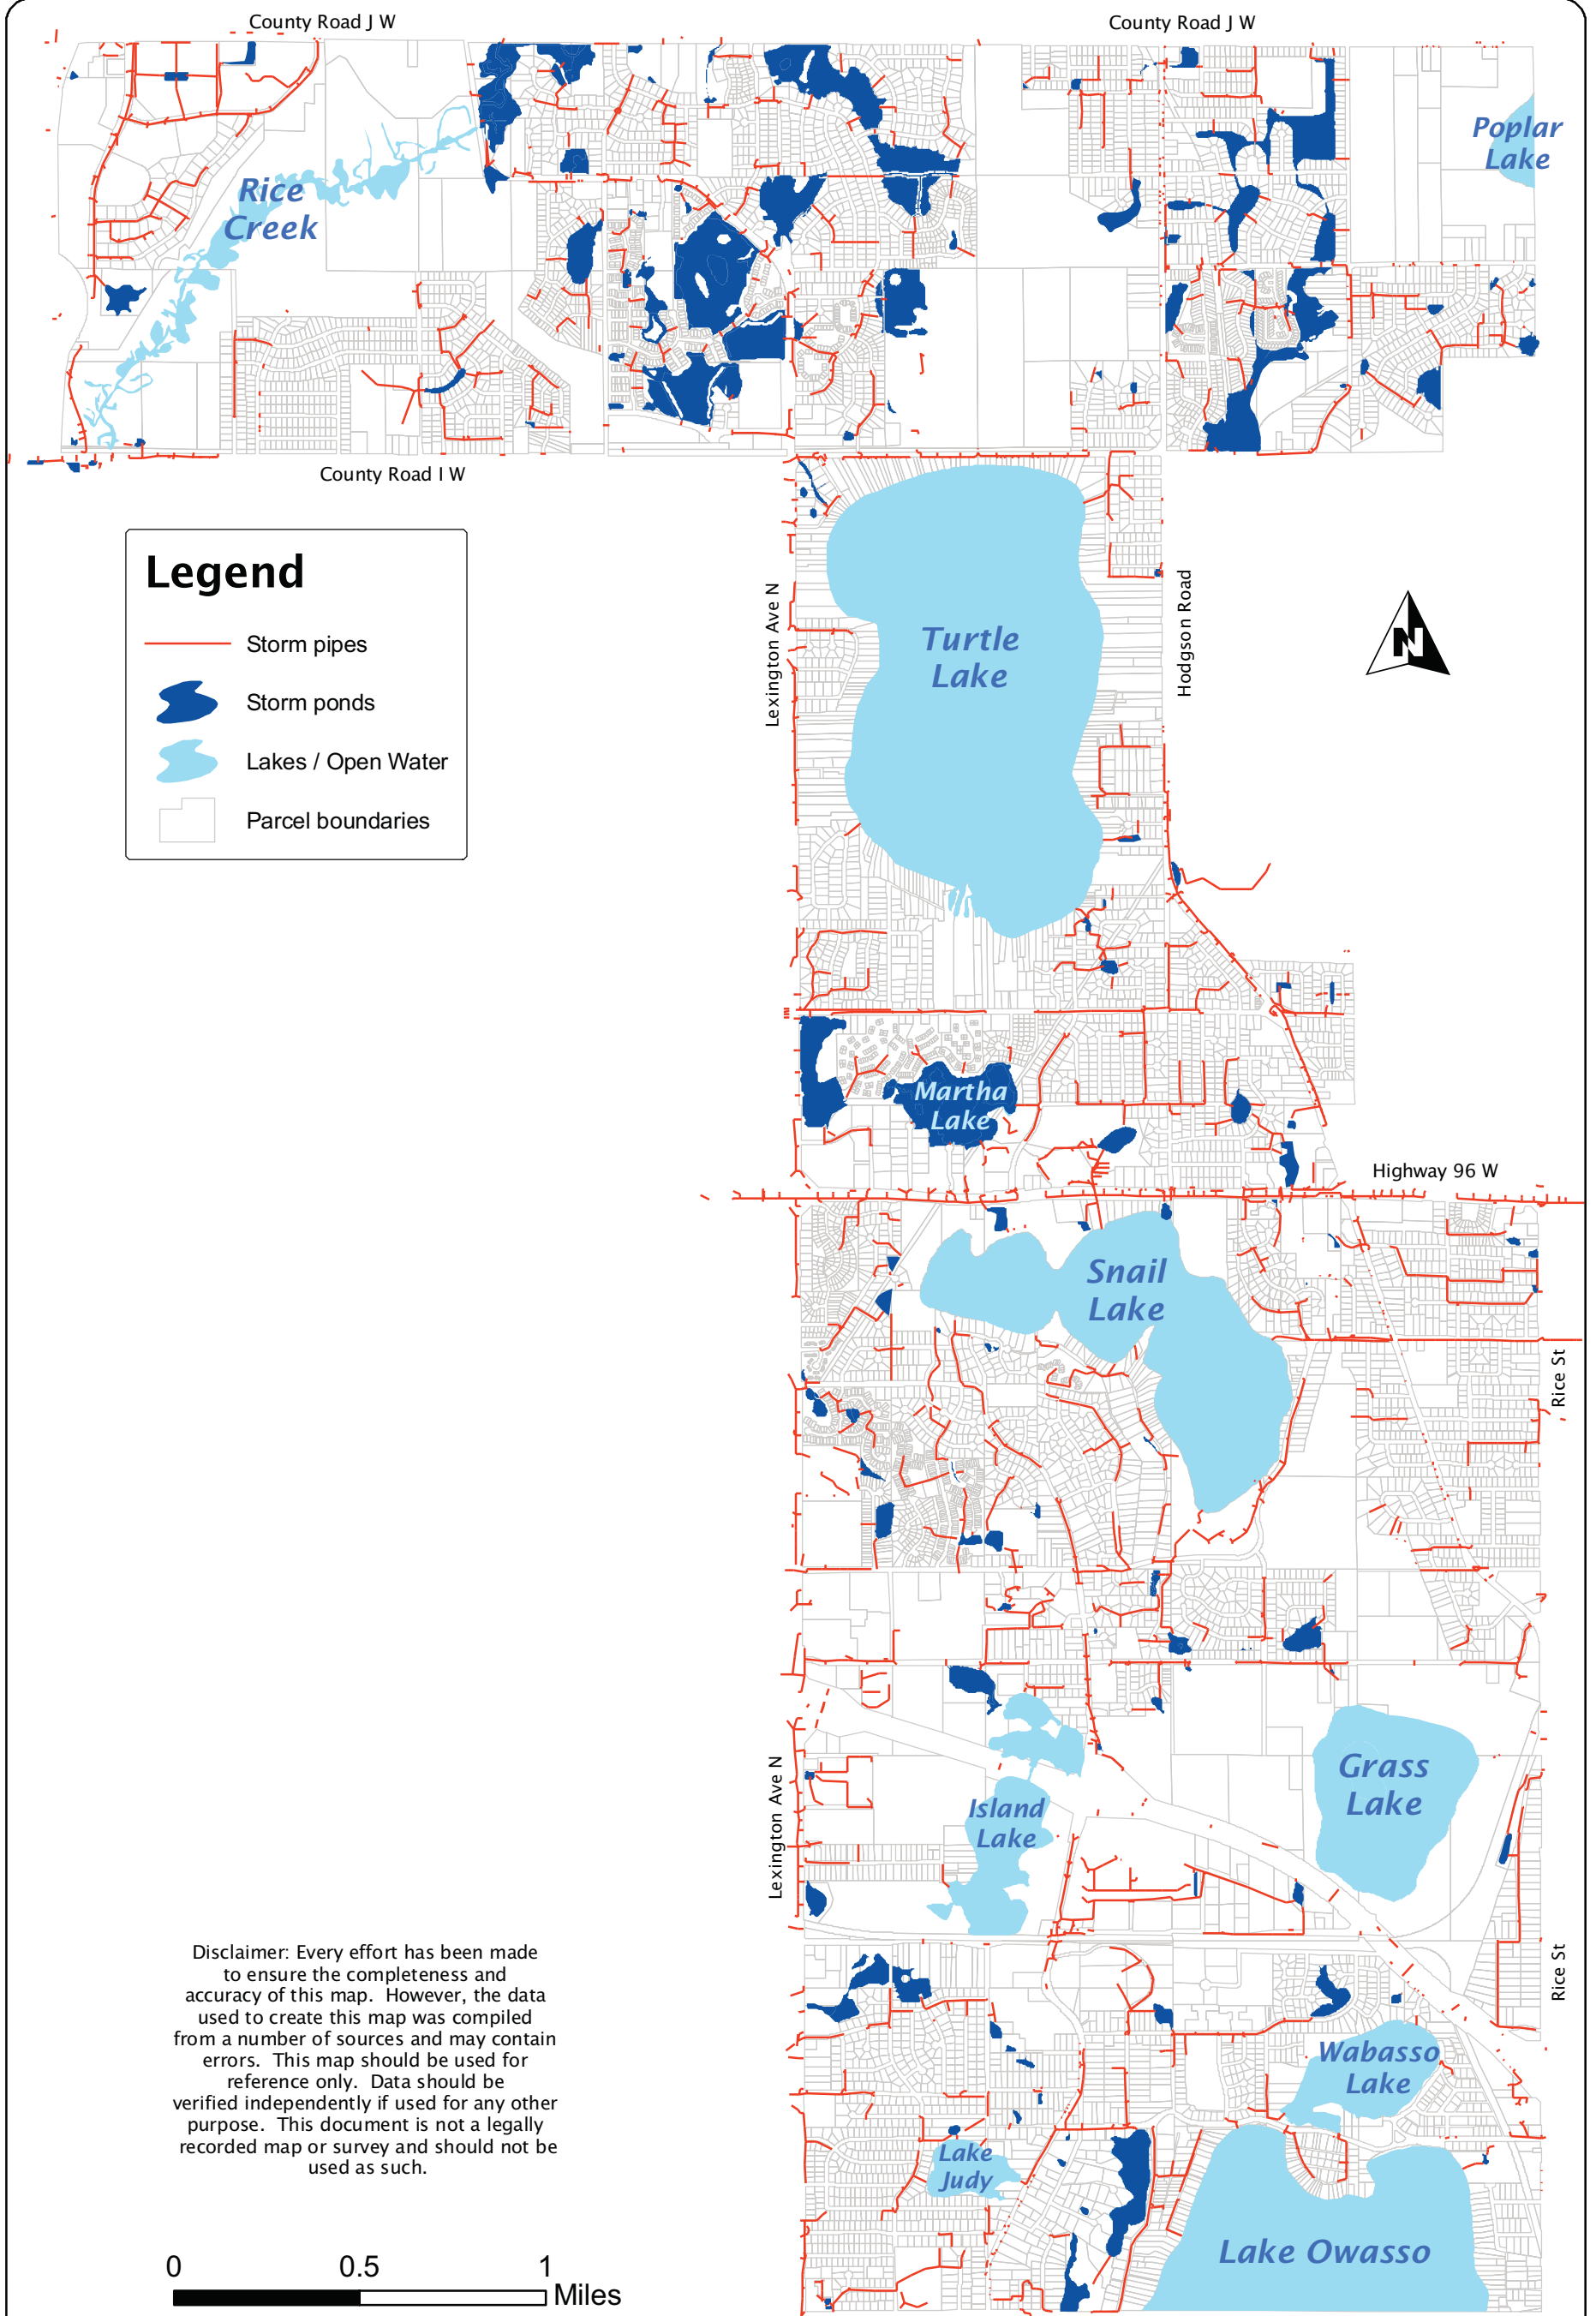 County Road J W
County Road J W
Poplar
Lake
Rice
Creek
County Road I W
Legend
Storm pipes
Storm ponds
Lakes / Open Water
Parcel boundaries
Lexington Ave N
Turtle
Lake
Hodgson Road
N
Martha
Lake
Highway 96 W
Snail
Lake
Rice St
Grass
Lake
Island
Lake
Lexington Ave N
Rice St
Disclaimer: Every effort has been made
to ensure the completeness and
accuracy of this map. However, the data
used to create this map was compiled
from a number of sources and may contain
errors. This map should be used for
reference only. Data should be
verified independently if used for any other
purpose. This document is not a legally
recorded map or survey and should not be
used as such.
Wabasso
Lake
Lake
Judy
Lake Owasso
0 0.5 1
Miles